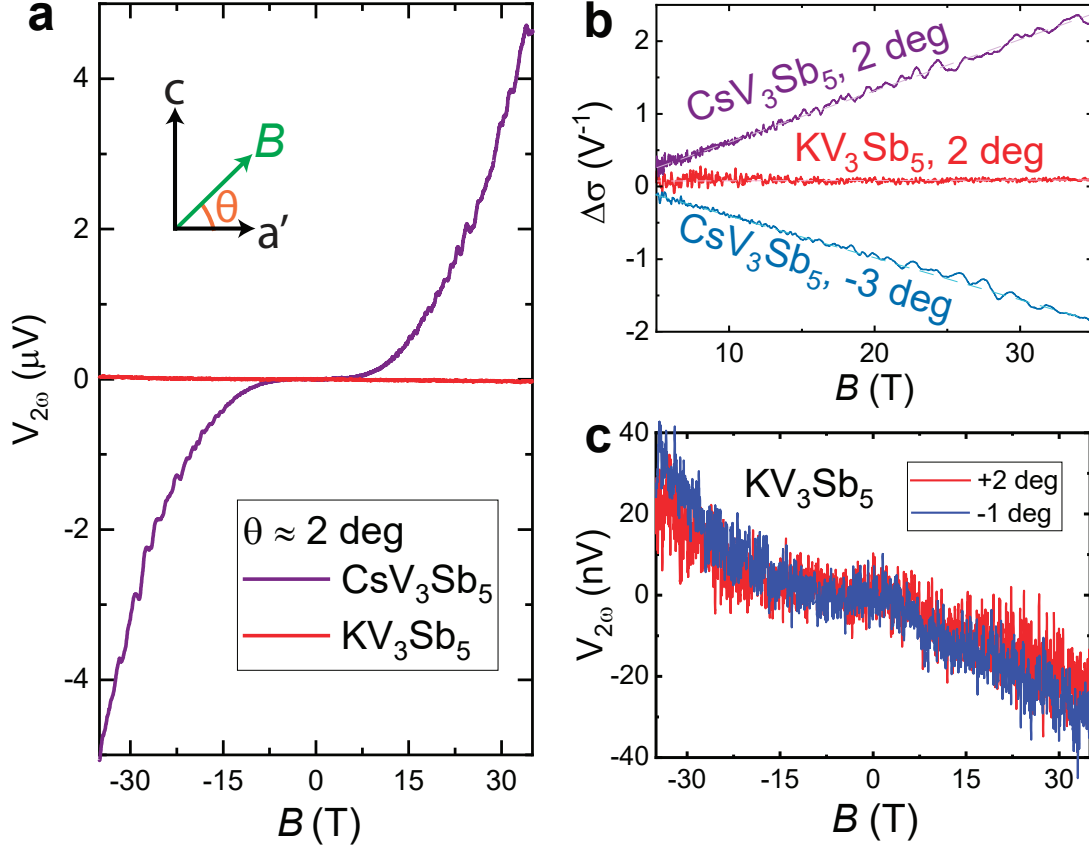 a
V2ω (μV)
4
2
0
-2
-4
c
B
θ
a′
θ ≈ 2 deg
CsV3Sb5
KV3Sb5
-30
-15
0
15
30
B (T)
b
Δσ (V-1)
2
1
0
-1
-2
CsV3Sb5, 2 deg
KV3Sb5, 2 deg
CsV3Sb5, -3 deg
10
20
30
B (T)
c
V2ω (nV)
40
20
0
-20
-40
KV3Sb5
+2 deg
-1 deg
-30
-15
0
15
30
B (T)